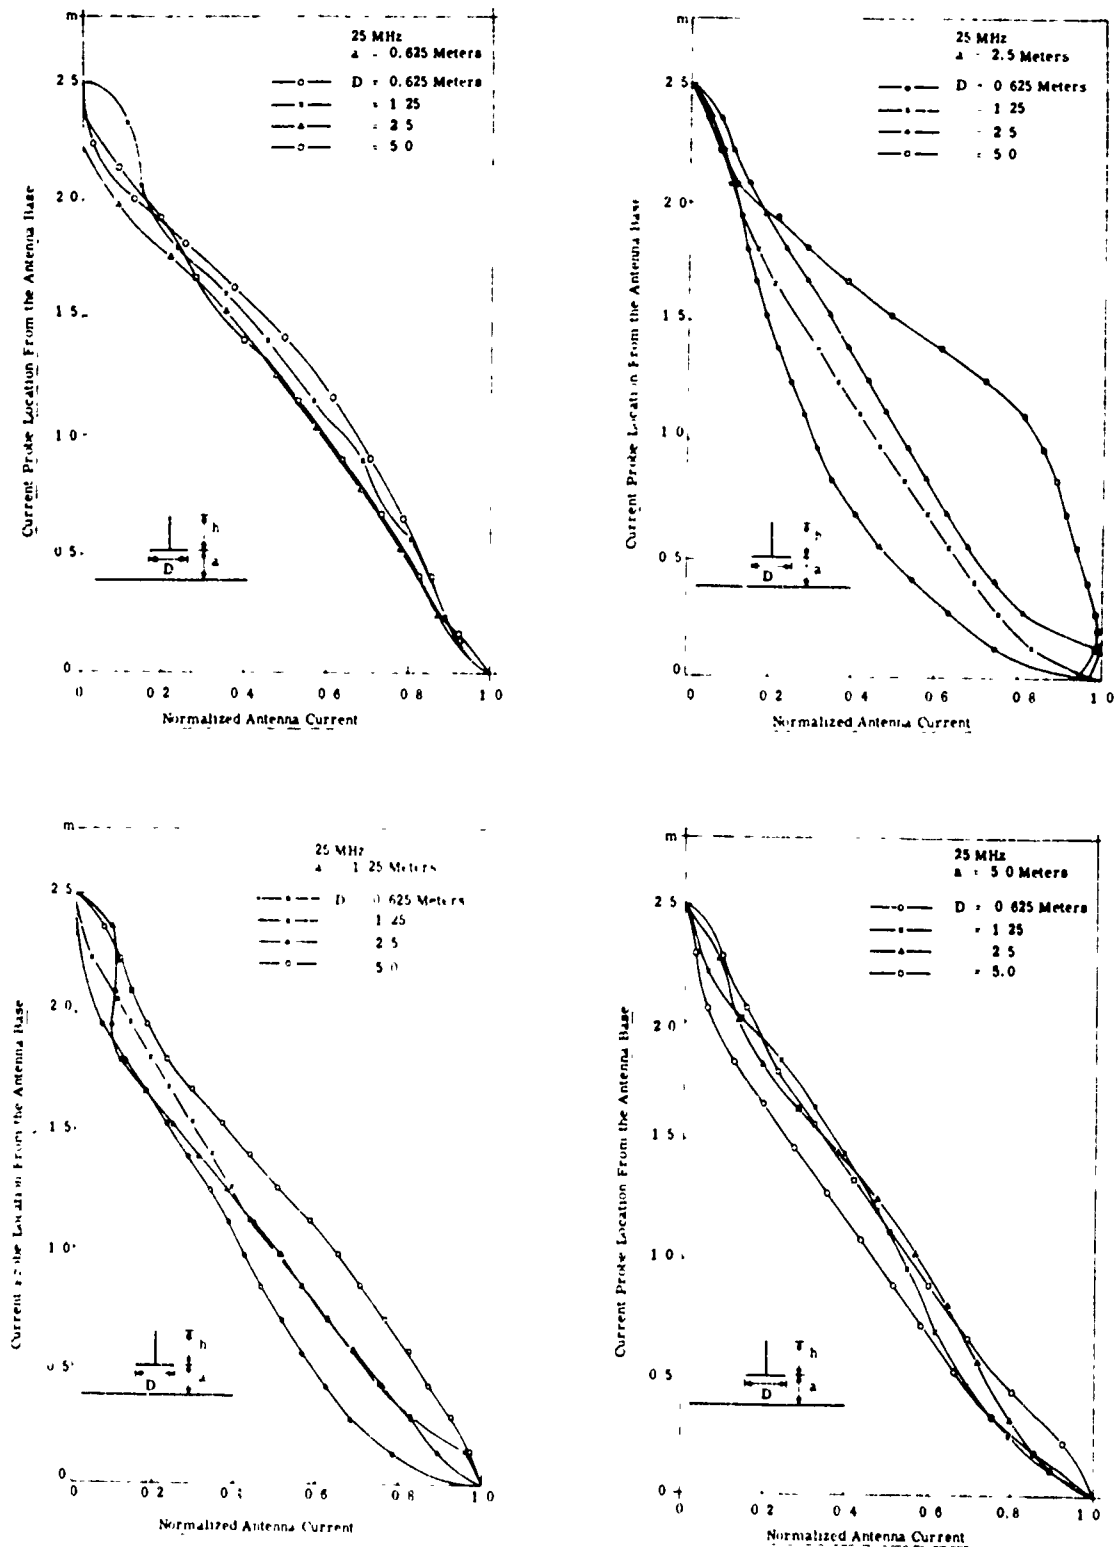 m
25 MHz
a - 0.625 Meters
D = 0.625 Meters
= 1 25
= 2 5
= 5 0
2 5
2 0
1 5
1 0
0 5
0
Current Probe Location From the Antenna Base
h
D
a
0 0 2 0 4 0 6 0 8 1 0
Normalized Antenna Current
m
25 MHz
a - 2.5 Meters
D - 0 625 Meters
- 1 25
- 2 5
= 5 0
2 5
2 0
1 5
1 0
0 5
0
Current Probe Location From the Antenna Base
h
D
a
0 0 2 0 4 0 6 0 8 1 0
Normalized Antenna Current
m
25 MHz
a 1 25 Meters
D 0.625 Meters
1 25
2 5
5 0
2 5
2 0
1 5
1 0
0 5
0
Current Probe Location From the Antenna Base
h
D
a
0 0 2 0 4 0 6 0 8 1 0
Normalized Antenna Current
m
25 MHz
a = 5 0 Meters
D = 0 625 Meters
= 1 25
2 5
= 5.0
2 5
2 0
1 5
1 0
0 5
0
Current Probe Location From the Antenna Base
h
D
a
0 0 2 0 4 0 6 0 8 1 0
Normalized Antenna Current